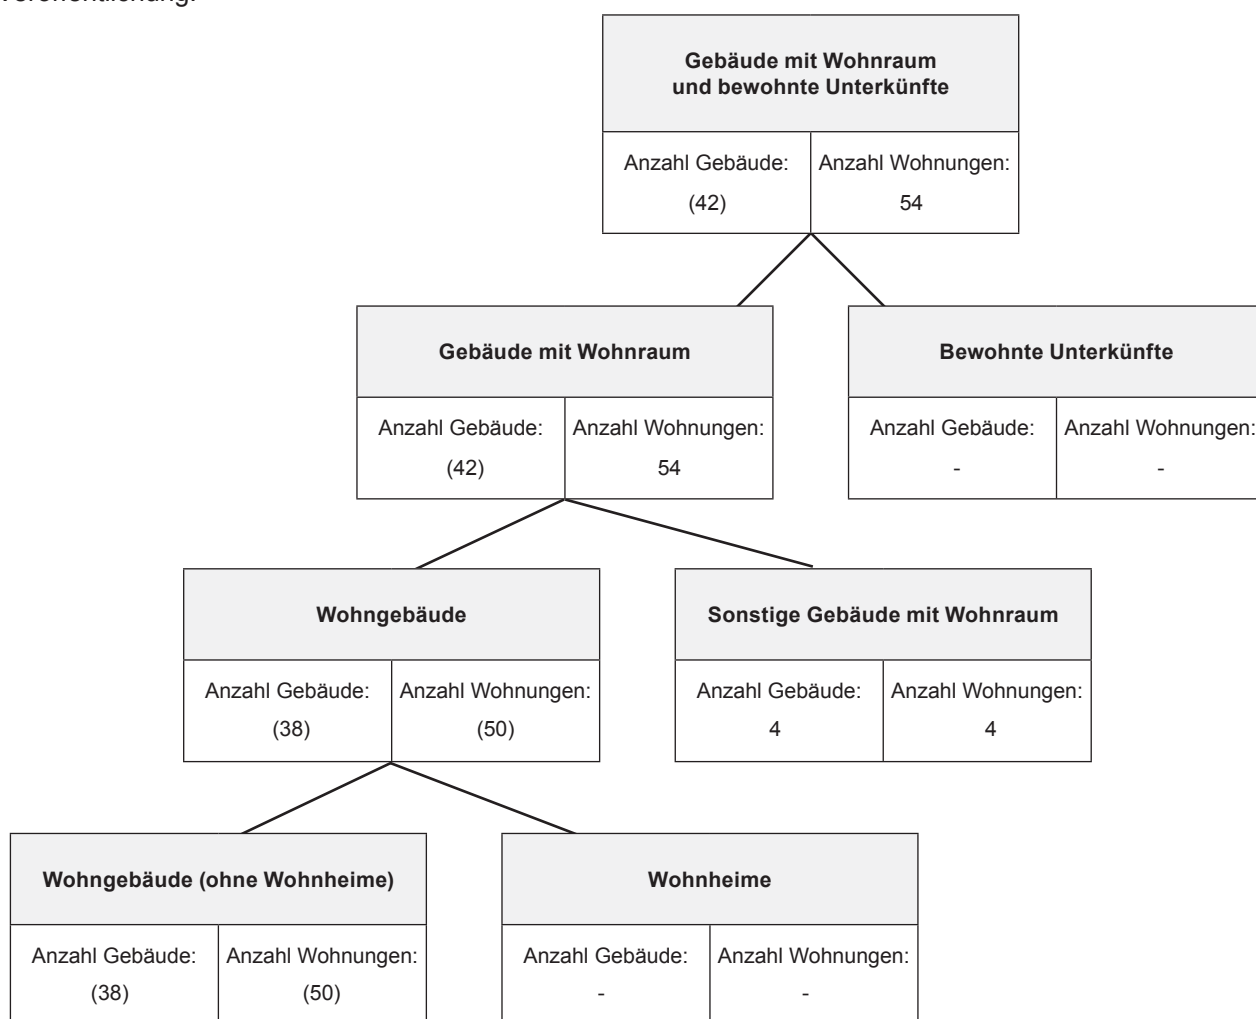 Gebäude mit Wohnraum
und bewohnte Unterkünfte
Anzahl Gebäude: Anzahl Wohnungen:
(42) 54
Gebäude mit Wohnraum Bewohnte Unterkünfte
Anzahl Gebäude: Anzahl Wohnungen: Anzahl Gebäude: Anzahl Wohnungen:
(42) 54 - -
Wohngebäude Sonstige Gebäude mit Wohnraum
Anzahl Gebäude: Anzahl Wohnungen: Anzahl Gebäude: Anzahl Wohnungen:
(38) (50) 4 4
Wohngebäude (ohne Wohnheime) Wohnheime
Anzahl Gebäude: Anzahl Wohnungen: Anzahl Gebäude: Anzahl Wohnungen:
(38) (50) - -